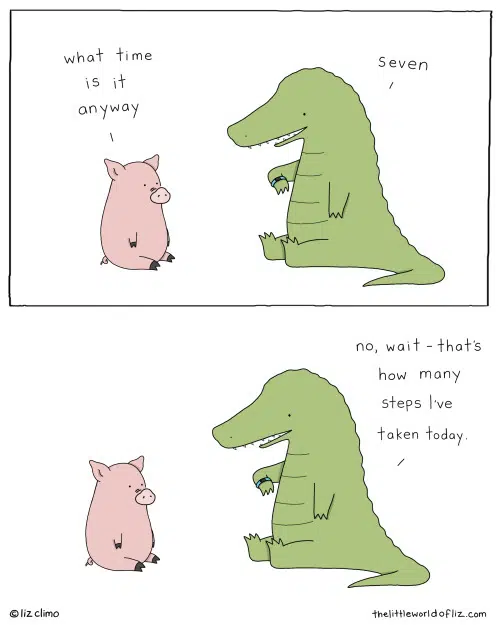 what time
is it
anyway
seven
no, wait - that's
how many
steps I've
taken today.
© liz climo
thelittleworldofliz.com